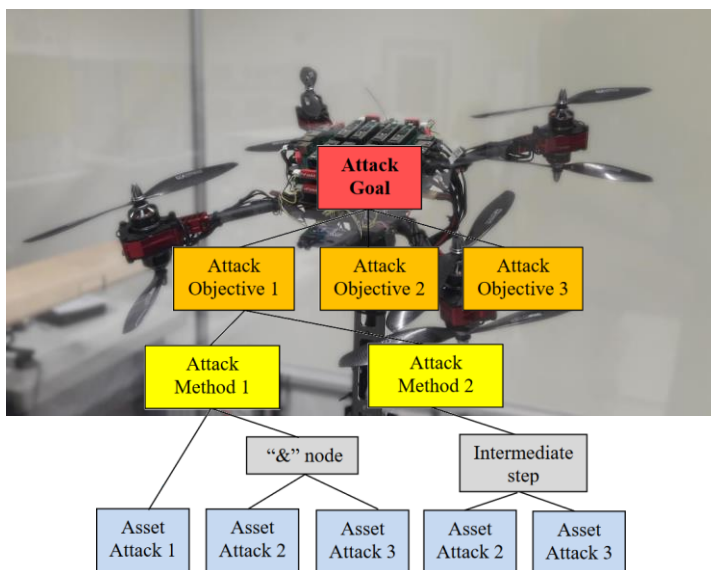 Attack
Goal
Attack
Objective 1
Attack
Objective 2
Attack
Objective 3
Attack
Method 1
Attack
Method 2
“&” node
Intermediate
step
Asset
Attack 1
Asset
Attack 2
Asset
Attack 3
Asset
Attack 2
Asset
Attack 3